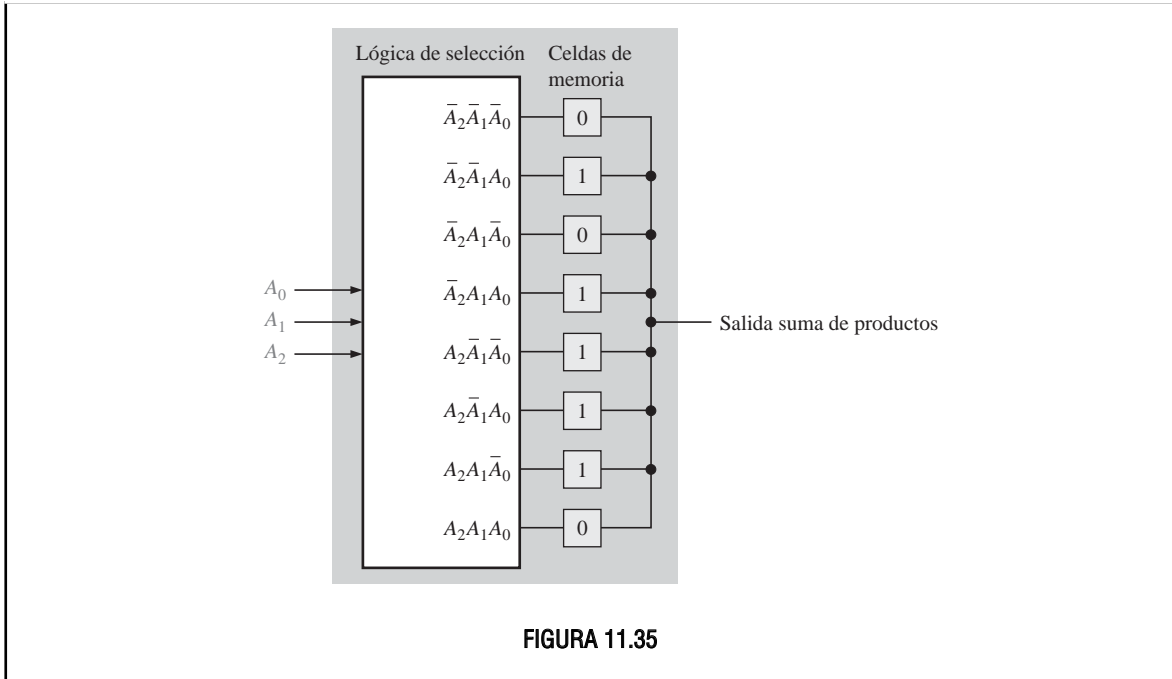 Lógica de selección
Celdas de
memoria
A̅₂A̅₁A̅₀
0
A̅₂A̅₁A₀
1
A̅₂A₁A̅₀
0
A̅₂A₁A₀
1
A₂A̅₁A̅₀
1
A₂A̅₁A₀
1
A₂A₁A̅₀
1
A₂A₁A₀
0
A₀
A₁
A₂
Salida suma de productos
FIGURA 11.35